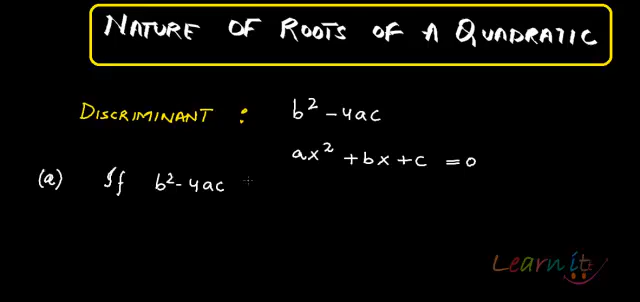 NATURE OF ROOTS OF A QUADRATIC
DISCRIMINANT : b² - 4ac
ax² + bx + c = 0
(a) If b² - 4ac
Learnit